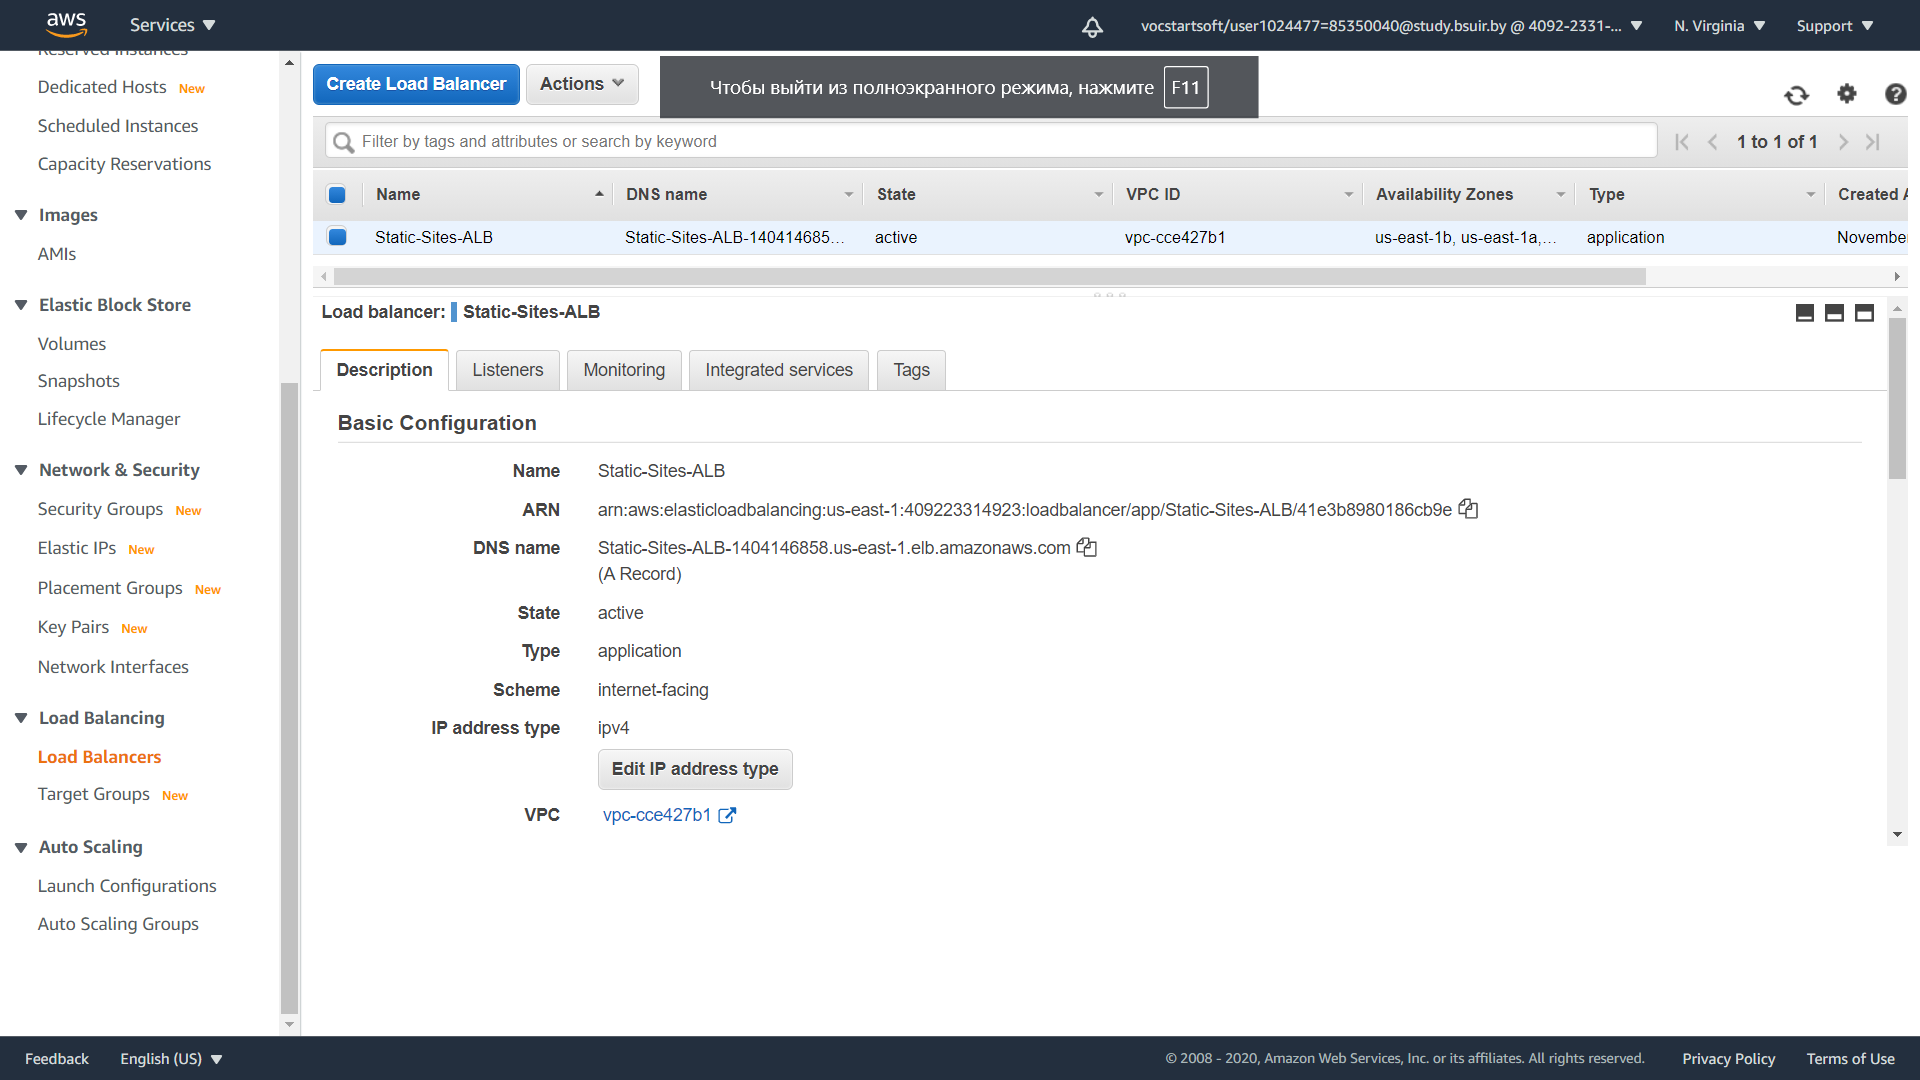 aws
Services
vocstartsoft/user1024477=85350040@study.bsuir.by @ 4092-2331-...
N. Virginia
Support
Reserved Instances
Dedicated Hosts New
Scheduled Instances
Capacity Reservations
Images
AMIs
Elastic Block Store
Volumes
Snapshots
Lifecycle Manager
Network & Security
Security Groups New
Elastic IPs New
Placement Groups New
Key Pairs New
Network Interfaces
Load Balancing
Load Balancers
Target Groups New
Auto Scaling
Launch Configurations
Auto Scaling Groups
Create Load Balancer
Actions
Чтобы выйти из полноэкранного режима, нажмите F11
Filter by tags and attributes or search by keyword
1 to 1 of 1
Name DNS name State VPC ID Availability Zones Type Created A
Static-Sites-ALB Static-Sites-ALB-140414685... active vpc-cce427b1 us-east-1b, us-east-1a,... application Novembe
Load balancer: Static-Sites-ALB
Description Listeners Monitoring Integrated services Tags
Basic Configuration
Name Static-Sites-ALB
ARN arn:aws:elasticloadbalancing:us-east-1:409223314923:loadbalancer/app/Static-Sites-ALB/41e3b8980186cb9e
DNS name Static-Sites-ALB-1404146858.us-east-1.elb.amazonaws.com
(A Record)
State active
Type application
Scheme internet-facing
IP address type ipv4
Edit IP address type
VPC vpc-cce427b1
Feedback
English (US)
© 2008 - 2020, Amazon Web Services, Inc. or its affiliates. All rights reserved.
Privacy Policy
Terms of Use